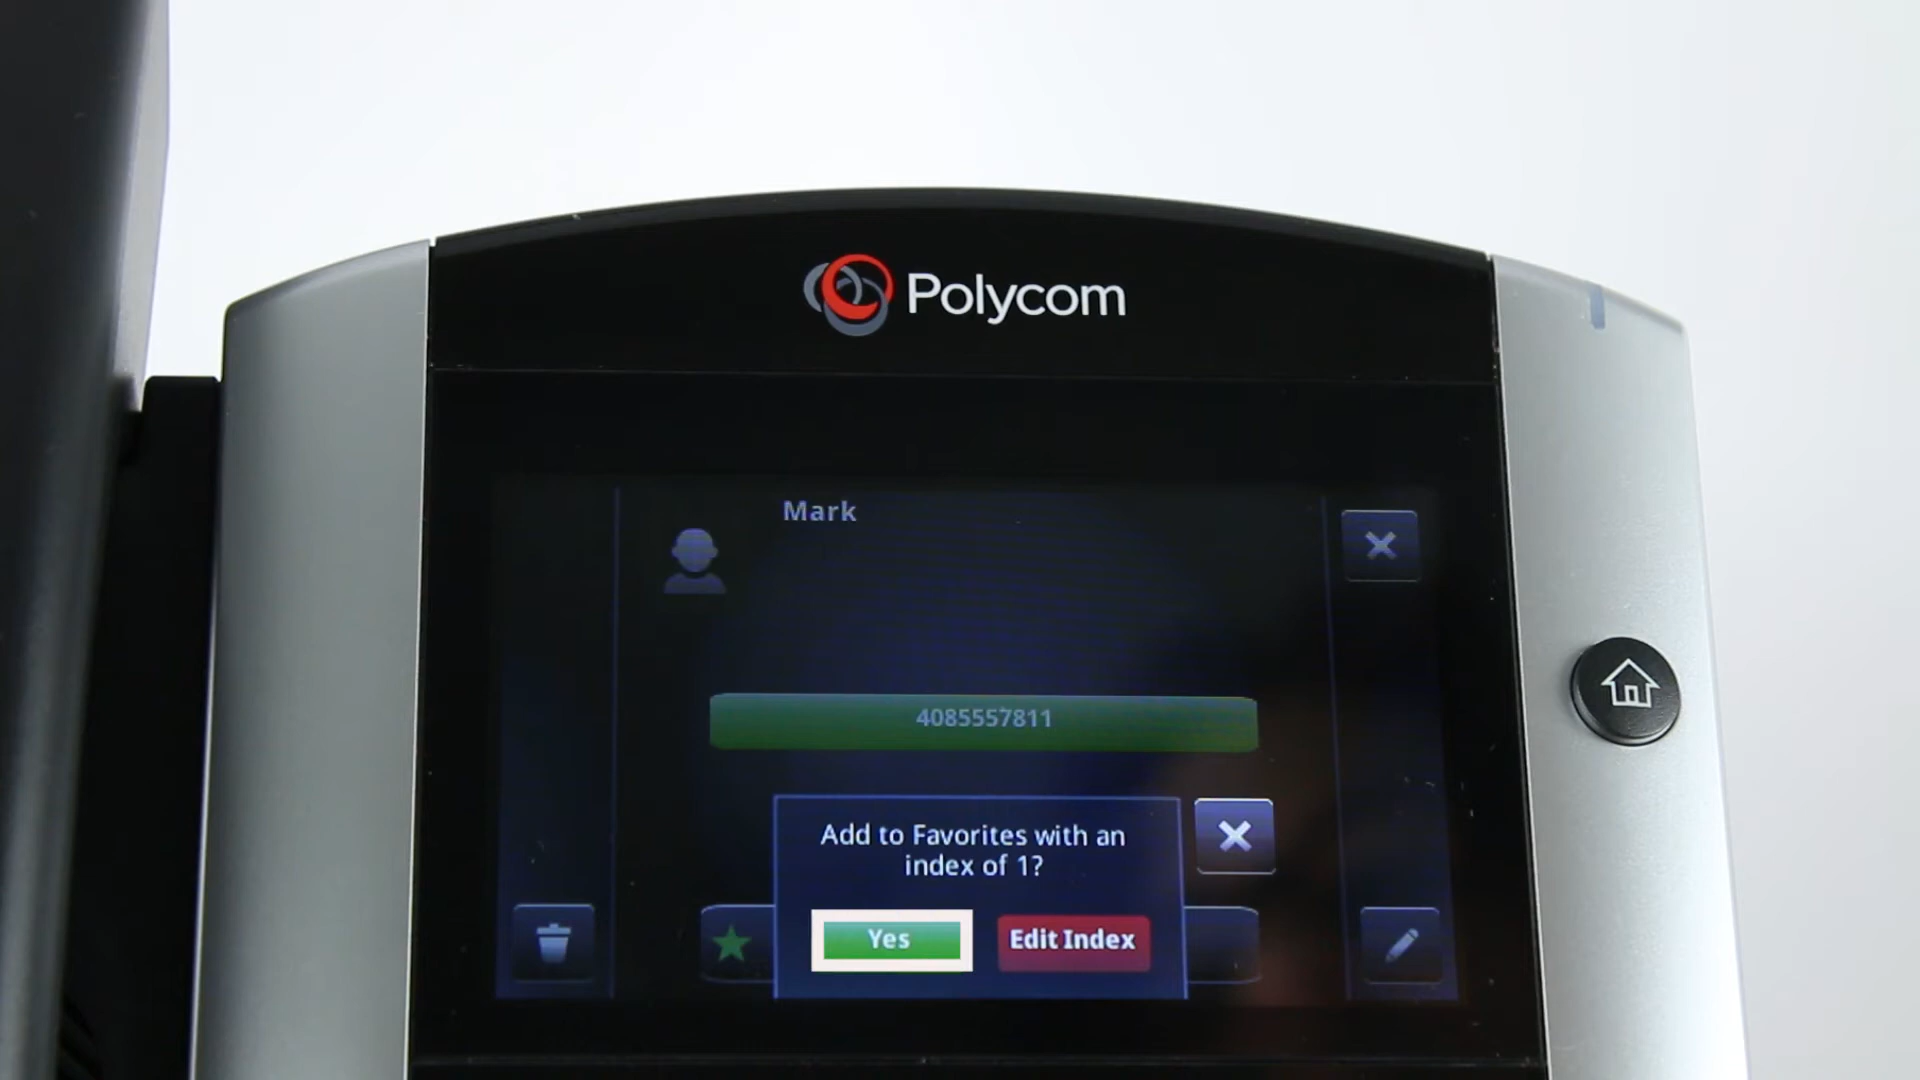 Polycom
Mark
4085557811
Add to Favorites with an
index of 1?
Yes
Edit Index